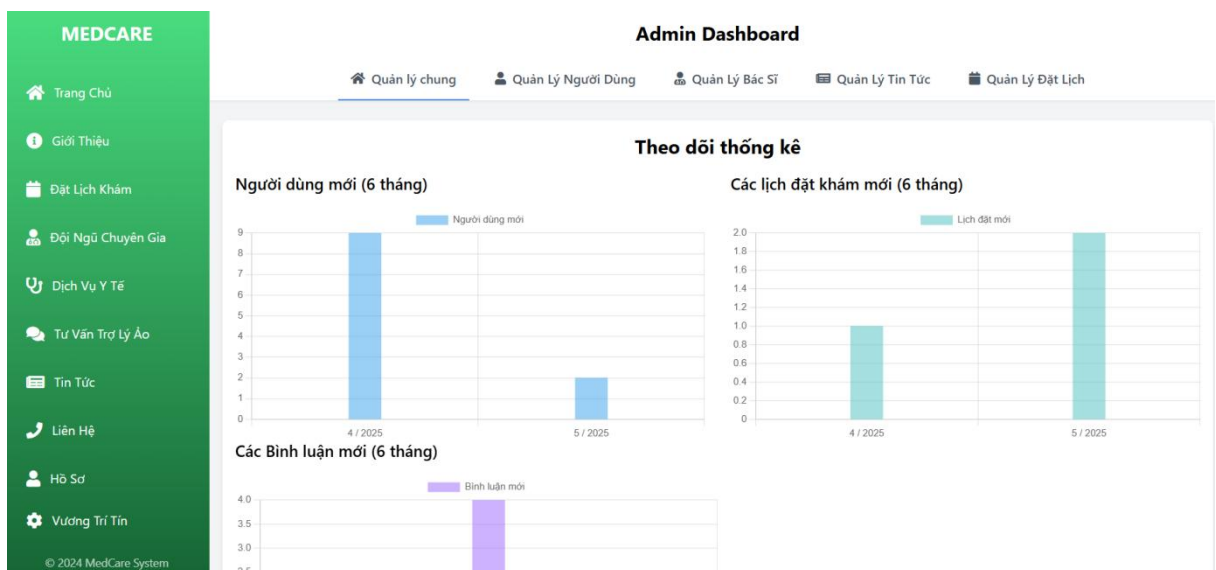 MEDCARE
Trang Chủ
Giới Thiệu
Đặt Lịch Khám
Đội Ngũ Chuyên Gia
Dịch Vụ Y Tế
Tư Vấn Trợ Lý Ảo
Tin Tức
Liên Hệ
Hồ Sơ
Vương Trí Tín
© 2024 MedCare System
Admin Dashboard
Quản lý chung
Quản Lý Người Dùng
Quản Lý Bác Sĩ
Quản Lý Tin Tức
Quản Lý Đặt Lịch
Theo dõi thống kê
Người dùng mới (6 tháng)
Người dùng mới
9
8
7
6
5
4
3
2
1
0
4 / 2025 5 / 2025
Các lịch đặt khám mới (6 tháng)
Lịch đặt mới
2.0
1.8
1.6
1.4
1.2
1.0
0.8
0.6
0.4
0.2
0
4 / 2025 5 / 2025
Các Bình luận mới (6 tháng)
Bình luận mới
4.0
3.5
3.0